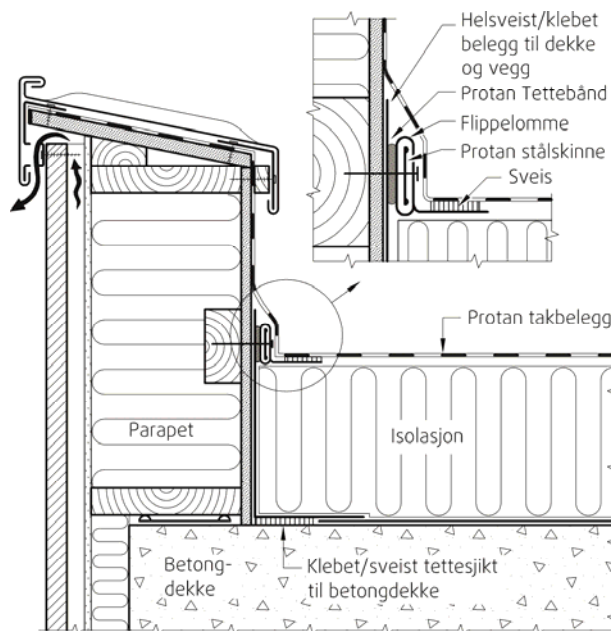 Helsveist/klebet
belegg til dekke
og vegg
Protan Tettebånd
Flippelomme
Protan stålskinne
Sveis
Protan takbelegg
Parapet
Isolasjon
Betong-
dekke
Klebet/sveist tettesjikt
til betongdekke